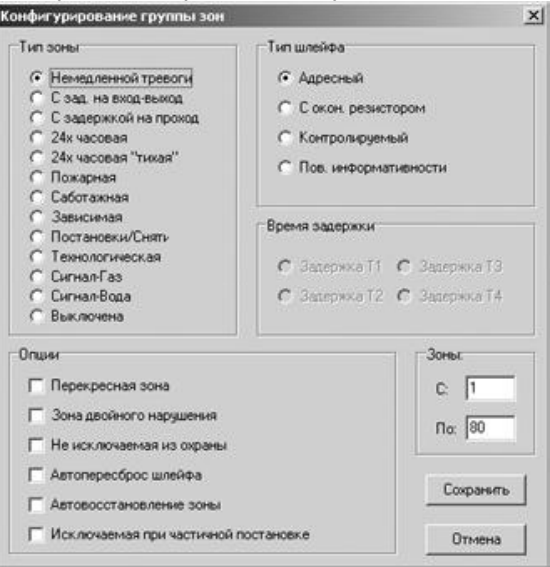 Конфигурирование группы зон
Тип зоны
Немедленной тревоги
С зад. на вход-выход
С задержкой на проход
24х часовая
24х часовая "тихая"
Пожарная
Саботажная
Зависимая
Постановки/Сняти
Технологическая
Сигнал-Газ
Сигнал-Вода
Выключена
Тип шлейфа
Адресный
С окон. резистором
Контролируемый
Пов. информативности
Время задержки
Задержка Т1 Задержка Т3
Задержка Т2 Задержка Т4
Опции
Перекресная зона
Зона двойного нарушения
Не исключаемая из охраны
Автопересброс шлейфа
Автовосстановление зоны
Исключаемая при частичной постановке
Зоны:
С: 1
По: 80
Сохранить
Отмена